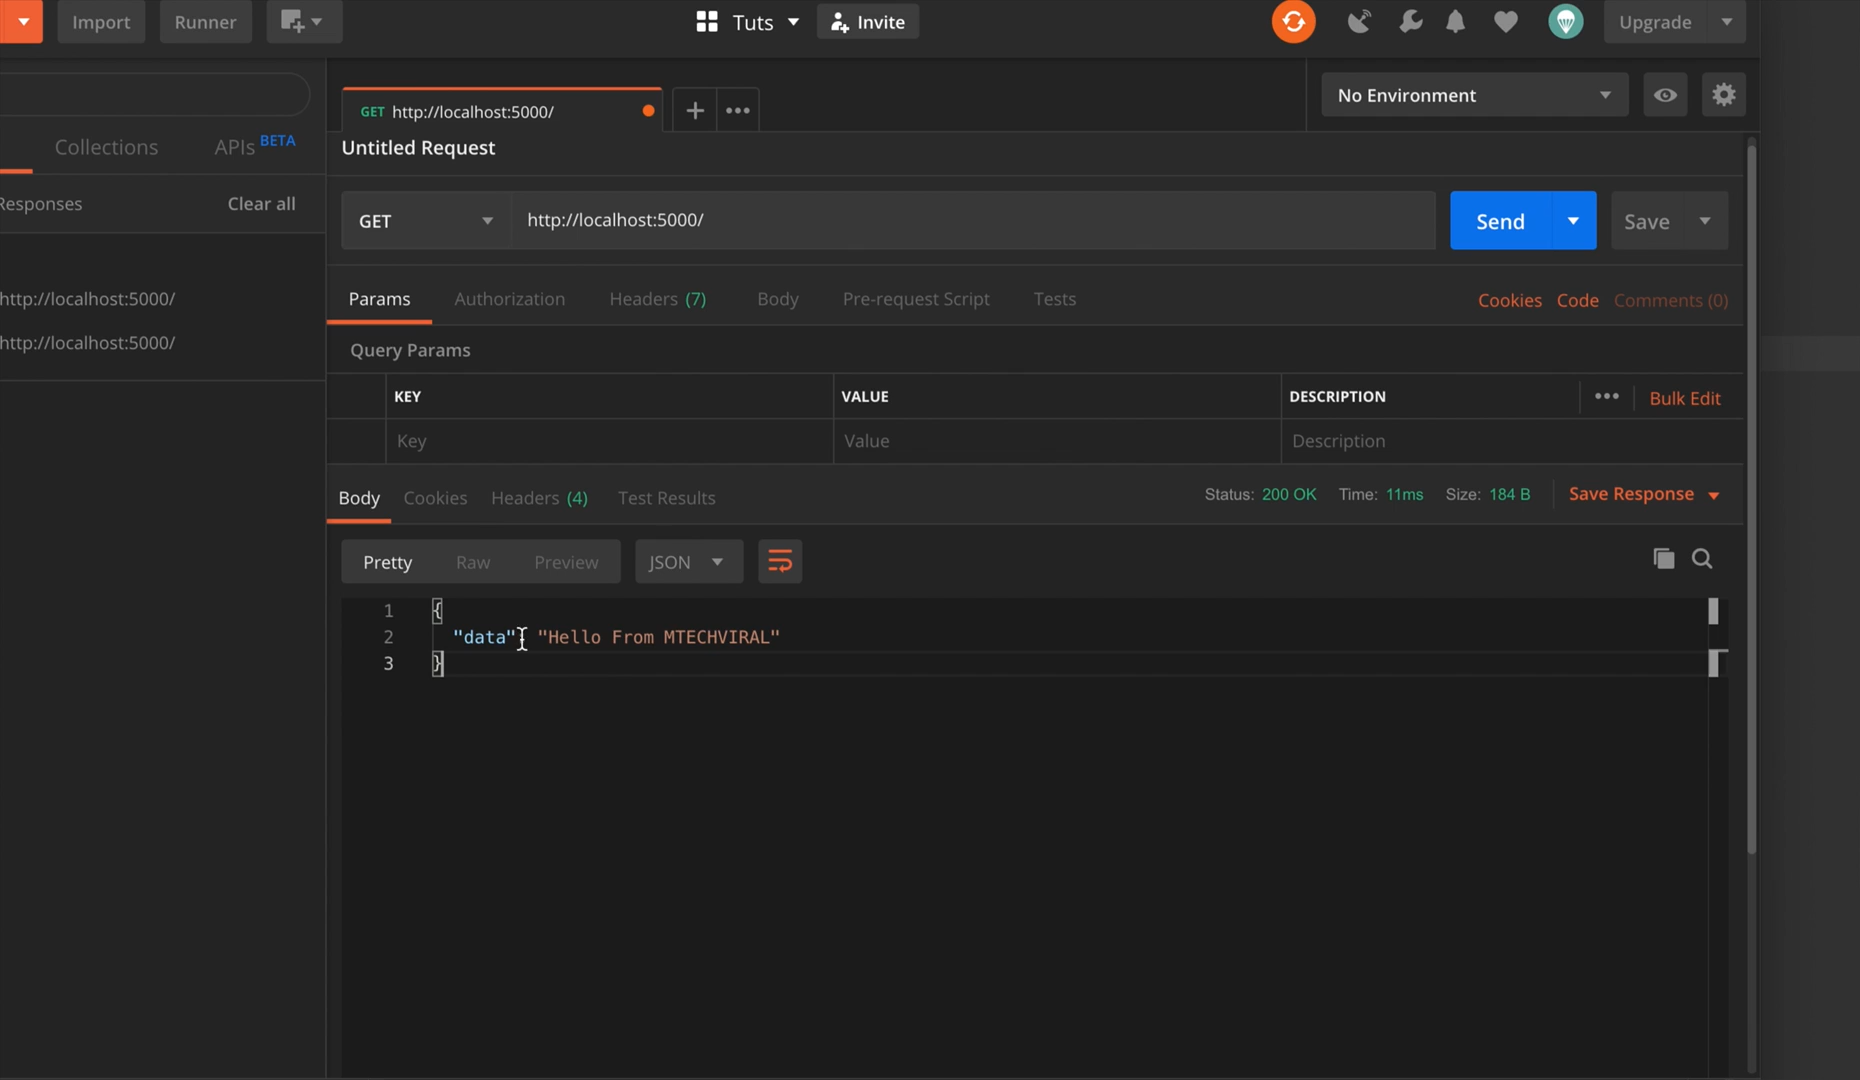 Import Runner Tuts Invite Upgrade
GET http://localhost:5000/ No Environment
Collections APIs BETA
Untitled Request
Responses Clear all
GET http://localhost:5000/ Send Save
http://localhost:5000/
http://localhost:5000/
Params Authorization Headers (7) Body Pre-request Script Tests Cookies Code Comments (0)
Query Params
KEY VALUE DESCRIPTION Bulk Edit
Key Value Description
Body Cookies Headers (4) Test Results Status: 200 OK Time: 11ms Size: 184 B Save Response
Pretty Raw Preview JSON
1 {
2 "data": "Hello From MTECHVIRAL"
3 }